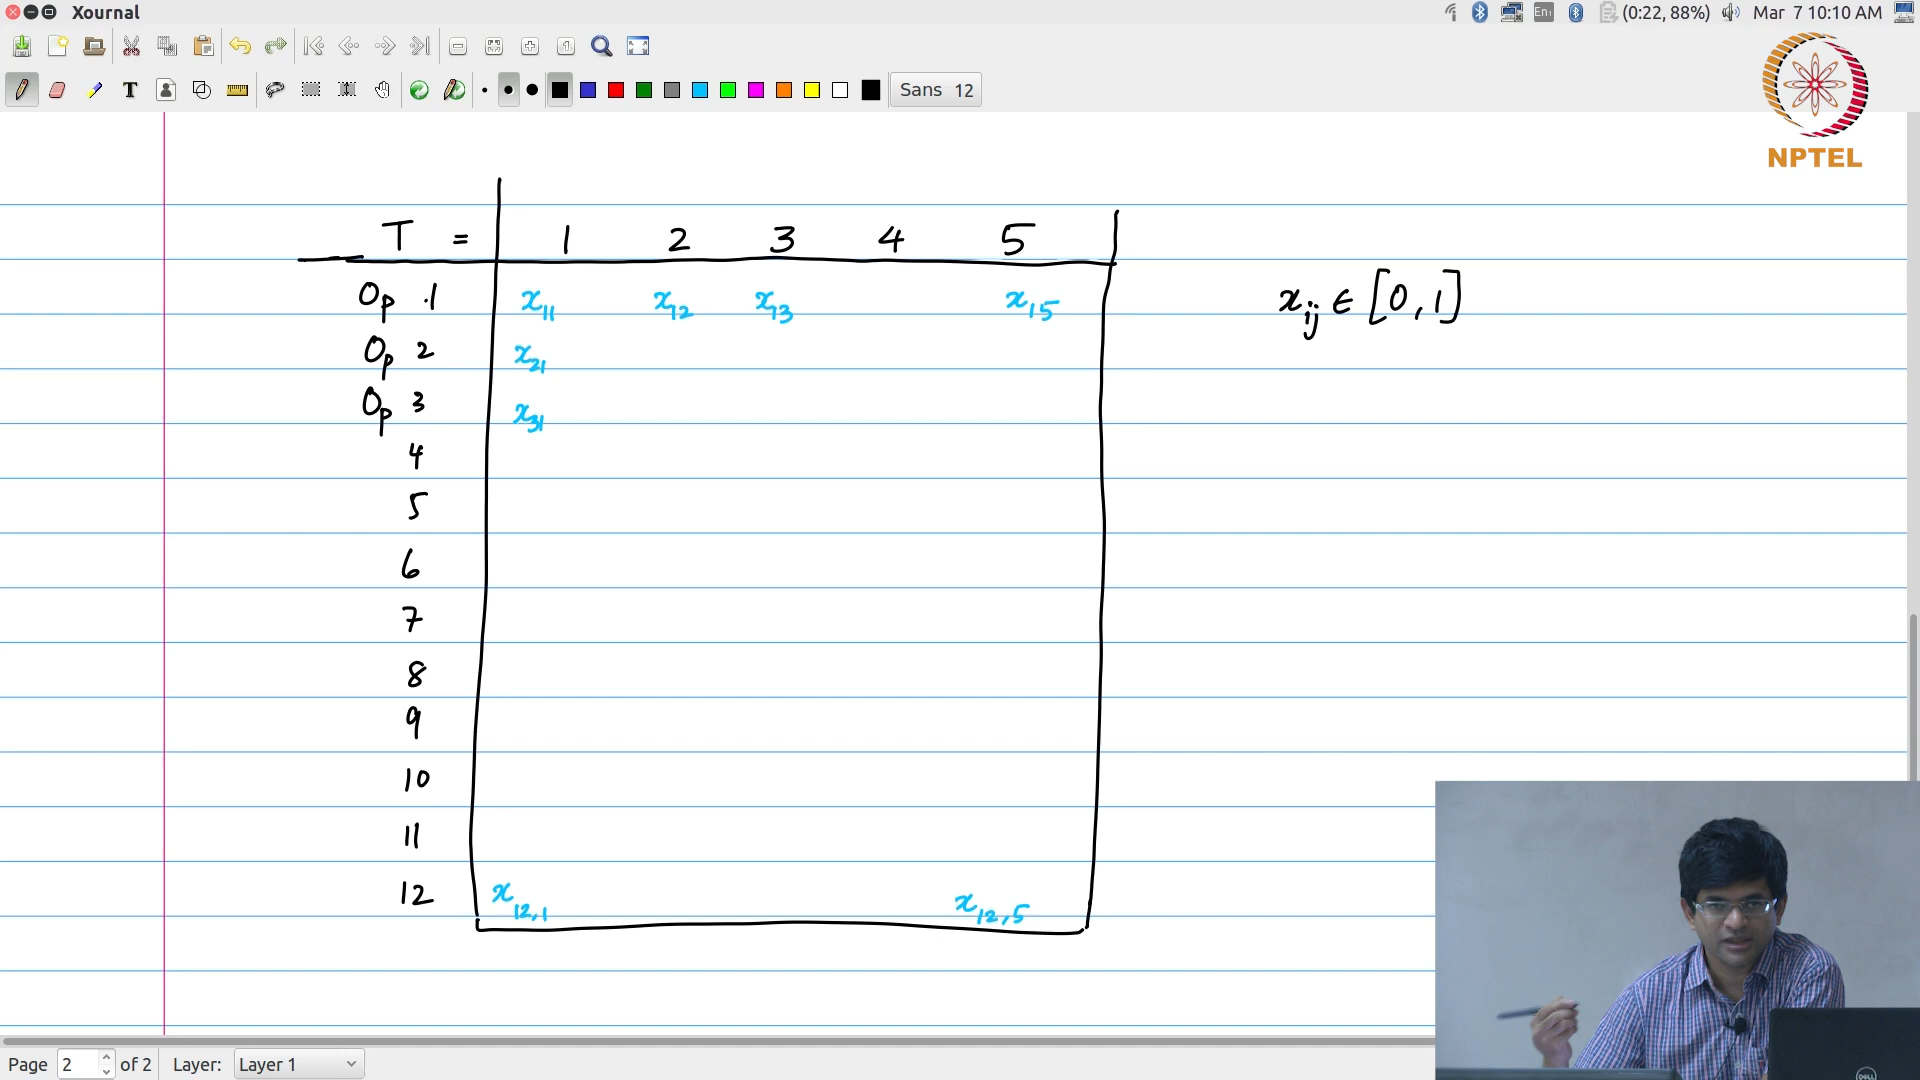 Xournal
En1
(0:22, 88%)
Mar 7 10:10 AM
T
Sans 12
NPTEL
T = 1 2 3 4 5
Op .1 x11 x12 x13 x15 xij ∈ [0,1]
Op 2 x21
Op 3 x31
4
5
6
7
8
9
10
11
12 x12,1 x12,5
Page 2 of 2 Layer: Layer 1
DELL